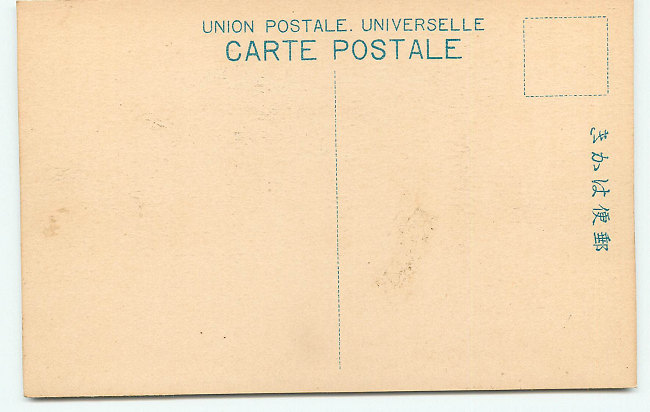 UNION POSTALE. UNIVERSELLE
CARTE POSTALE
郵便はかき